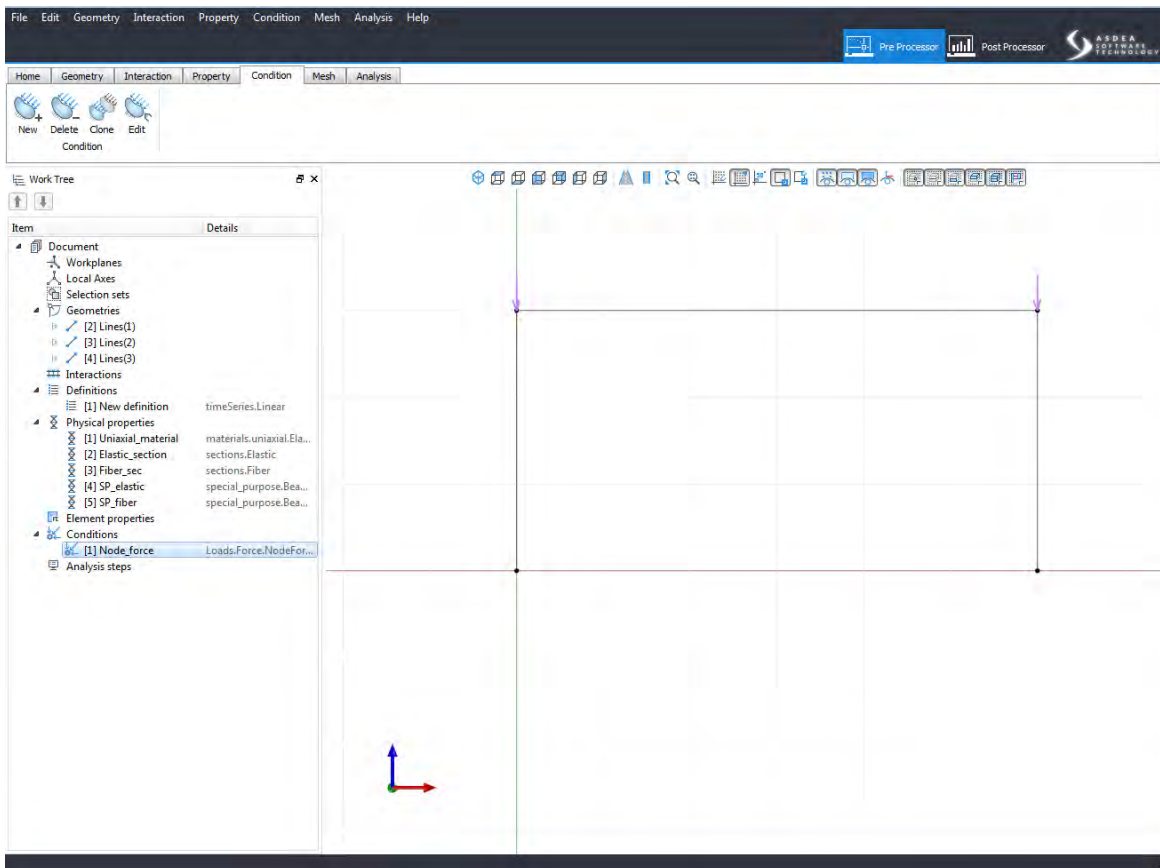 File Edit Geometry Interaction Property Condition Mesh Analysis Help
Pre Processor Post Processor ASDEA SOFTWARE TECHNOLOGY
Home Geometry Interaction Property Condition Mesh Analysis
New Delete Clone Edit
Condition
Work Tree
Item Details
Document
Workplanes
Local Axes
Selection sets
Geometries
[2] Lines(1)
[3] Lines(2)
[4] Lines(3)
Interactions
Definitions
[1] New definition timeSeries.Linear
Physical properties
[1] Uniaxial_material materials.uniaxial.Ela...
[2] Elastic_section sections.Elastic
[3] Fiber_sec sections.Fiber
[4] SP_elastic special_purpose.Bea...
[5] SP_fiber special_purpose.Bea...
Element properties
Conditions
[1] Node_force Loads.Force.NodeFor...
Analysis steps